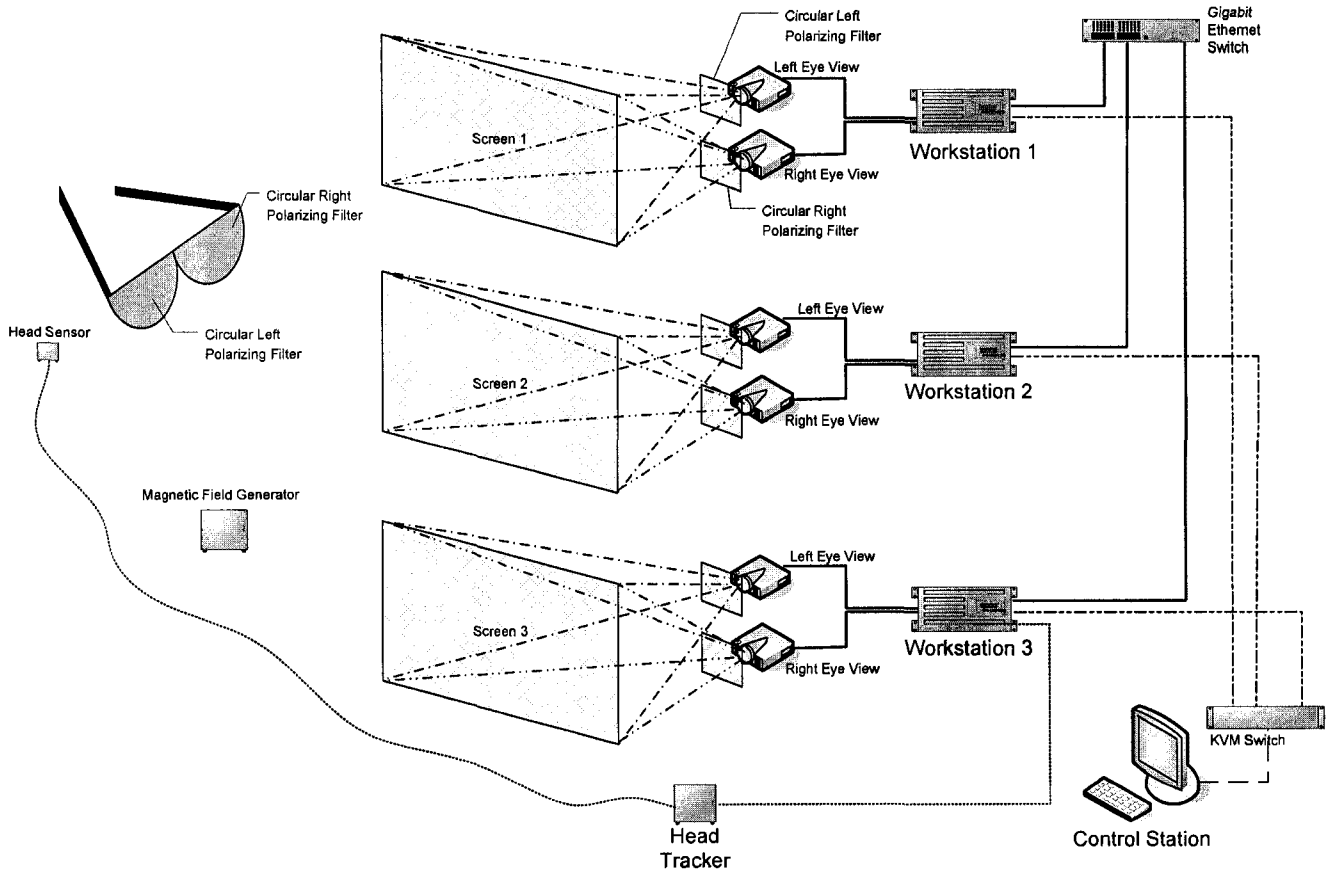 Circular Left
Polarizing Filter
Gigabit
Ethernet
Switch
Left Eye View
Screen 1
Workstation 1
Right Eye View
Circular Right
Polarizing Filter
Circular Right
Polarizing Filter
Circular Left
Polarizing Filter
Head Sensor
Left Eye View
Screen 2
Workstation 2
Right Eye View
Magnetic Field Generator
Left Eye View
Screen 3
Workstation 3
Right Eye View
KVM Switch
Control Station
Head
Tracker